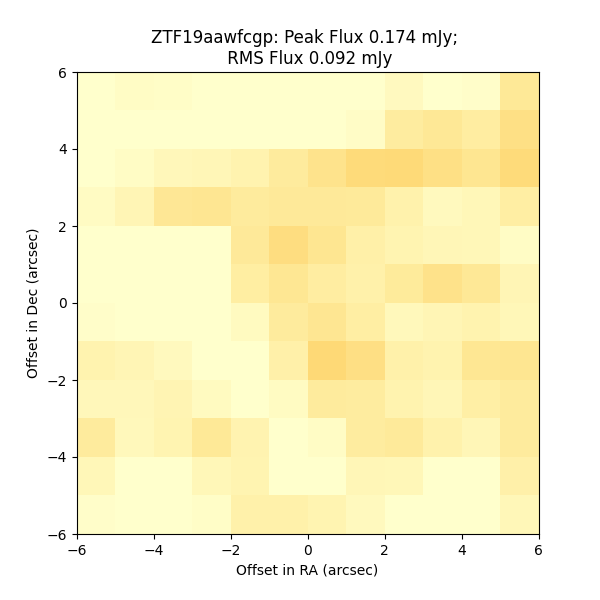 ZTF19aawfcgp: Peak Flux 0.174 mJy;
RMS Flux 0.092 mJy
6
4
2
0
−2
−4
−6
Offset in Dec (arcsec)
−6 −4 −2 0 2 4 6
Offset in RA (arcsec)